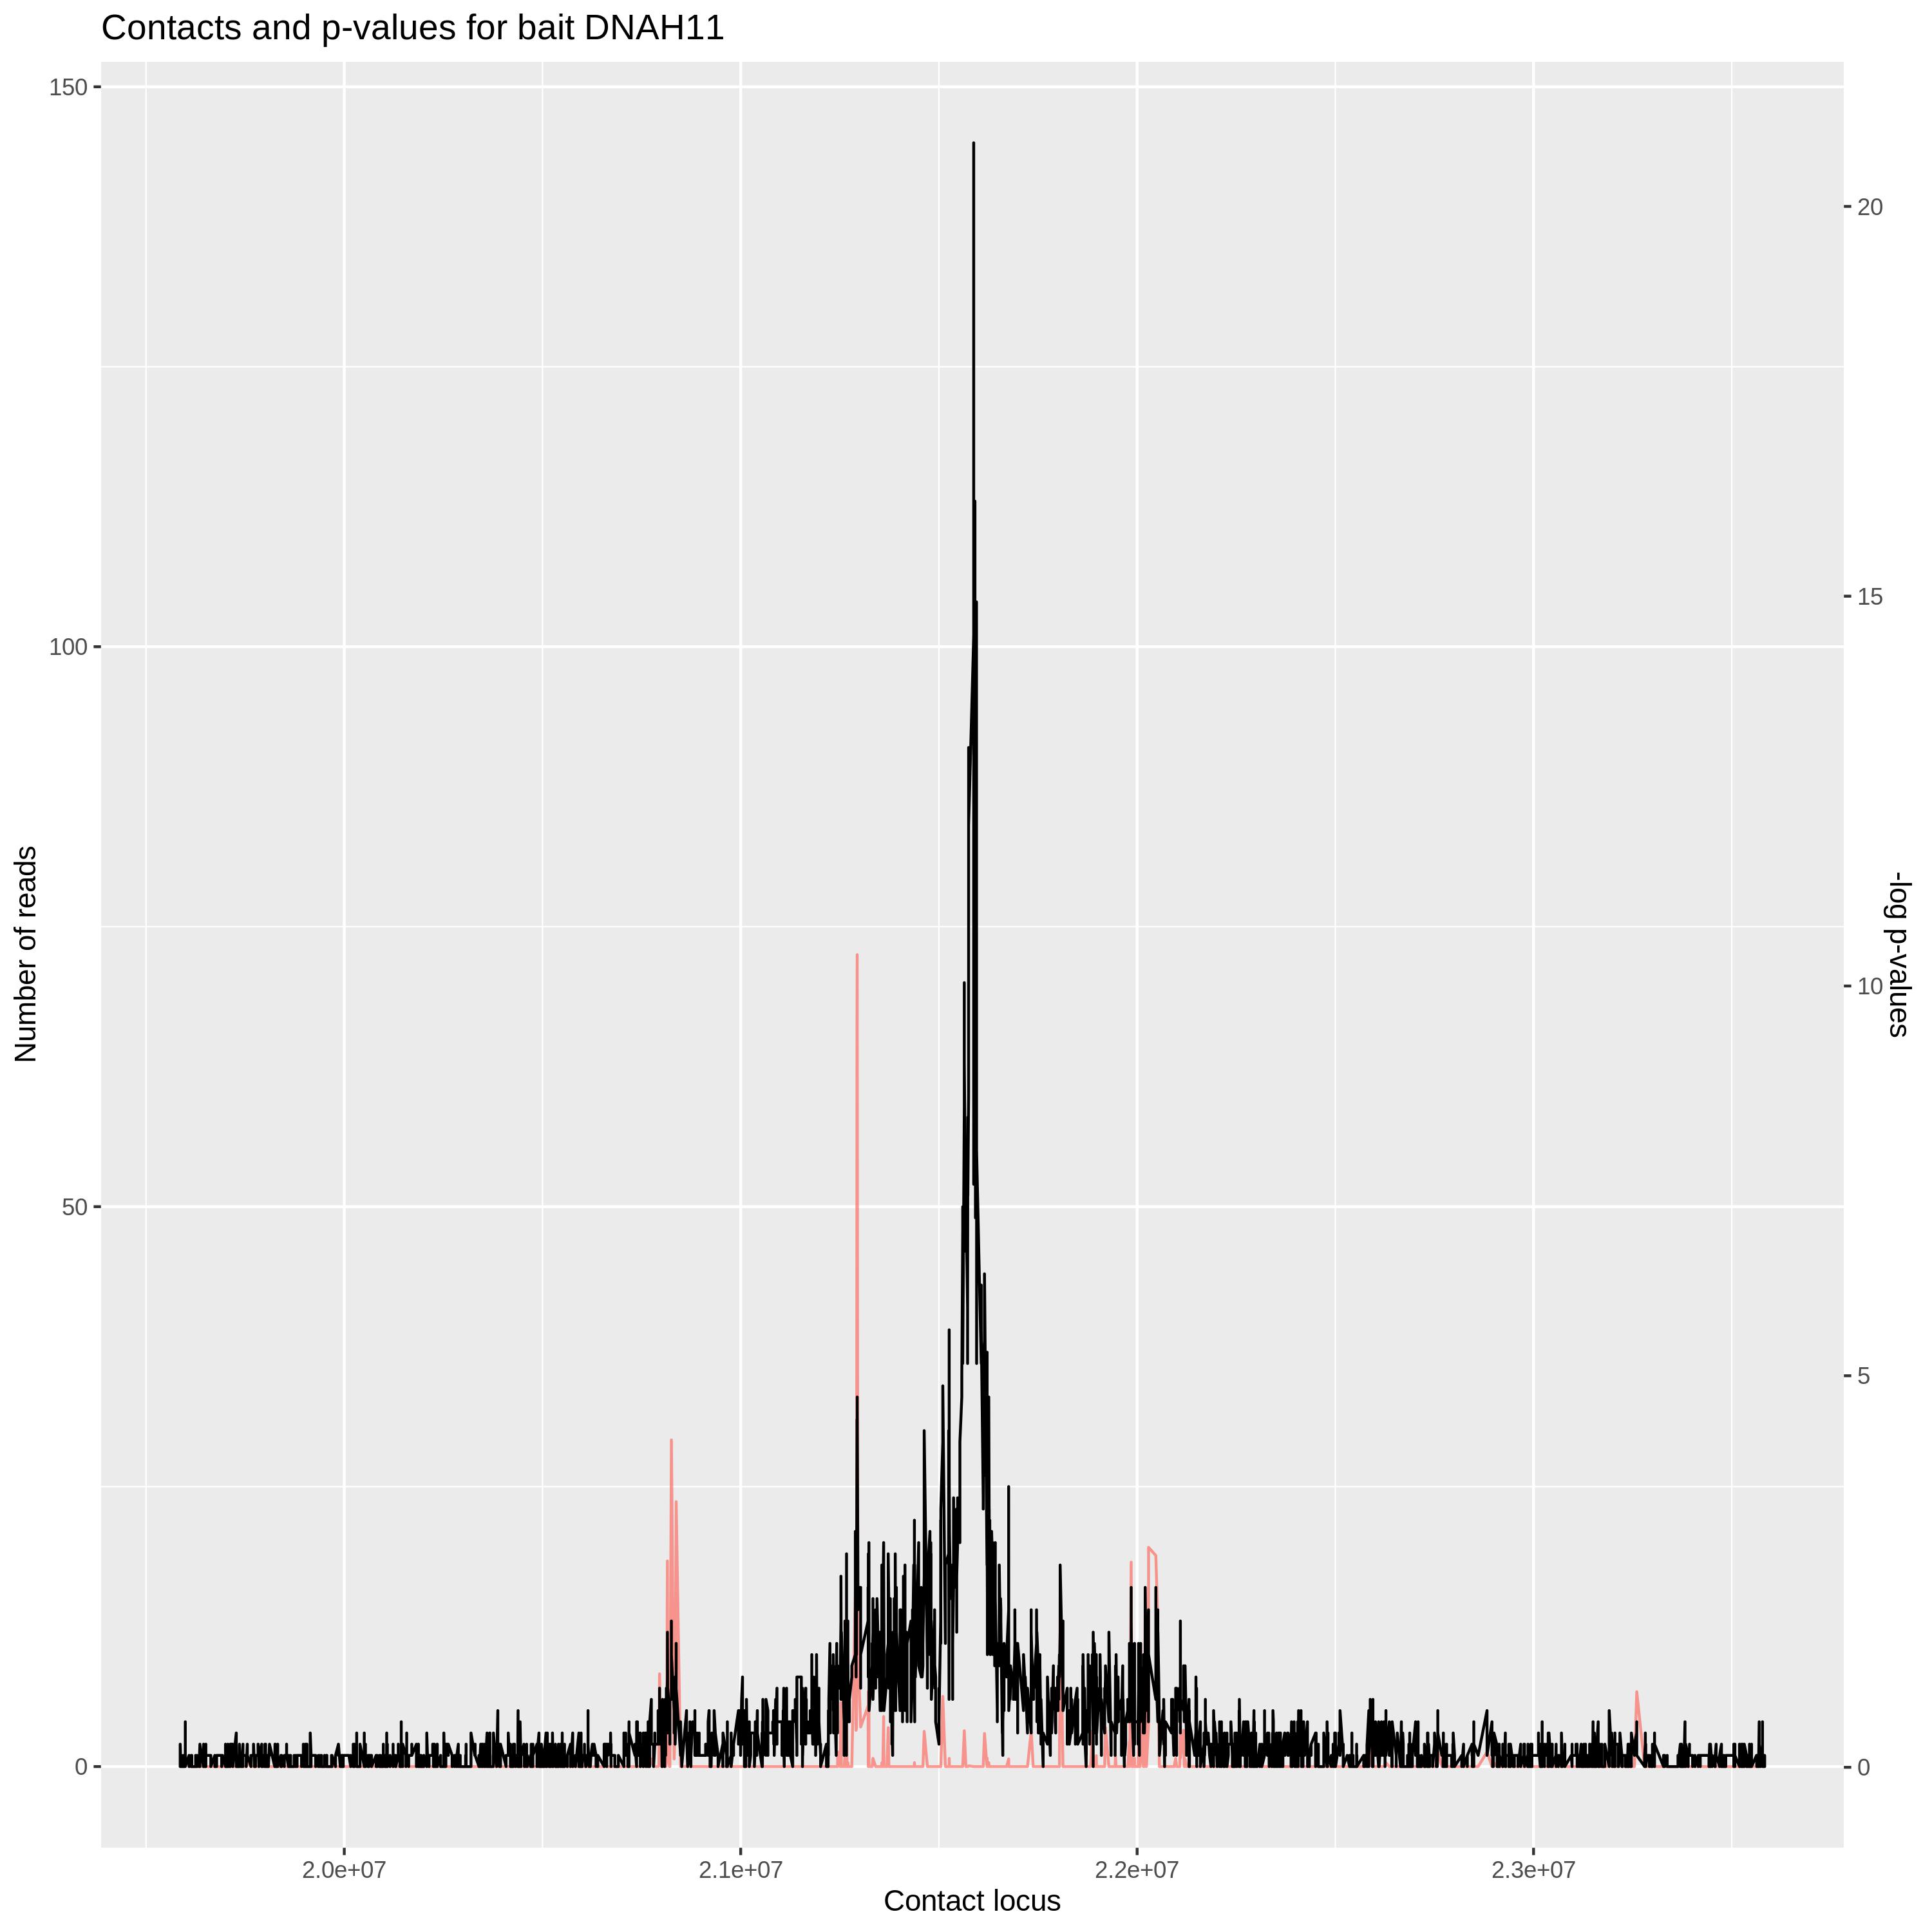 Contacts and p-values for bait DNAH11
150
100
50
0
Number of reads
20
15
10
5
0
-log p-values
2.0e+07
2.1e+07
2.2e+07
2.3e+07
Contact locus